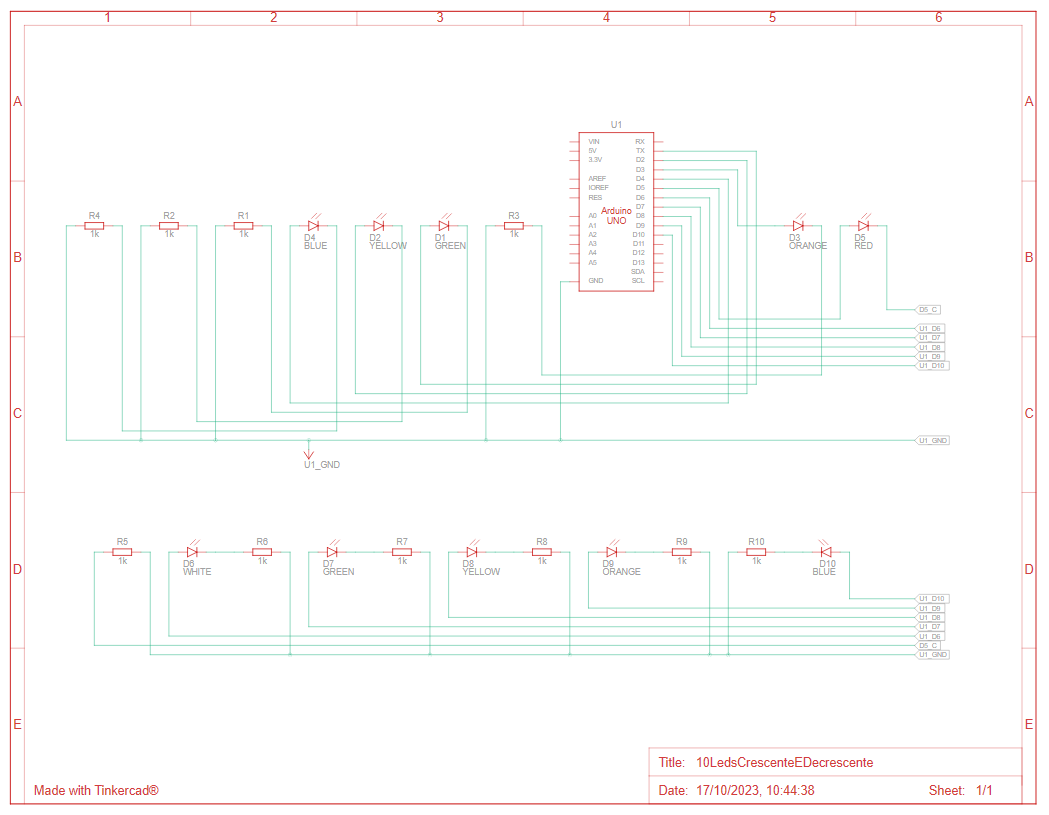 1 2 3 4 5 6
A A
U1
VIN RX
5V TX
3.3V D2
D3
AREF D4
IOREF D5
RES D6
D7
A0 D8
Arduino
UNO
A1 D9
A2 D10
A3 D11
A4 D12
A5 D13
SDA
GND SCL
R4 R2 R1 R3
1k 1k 1k 1k
D4 D2 D1 D3 D5
BLUE YELLOW GREEN ORANGE RED
B B
D5_C
U1_D6
U1_D7
U1_D8
U1_D9
U1_D10
C C
U1_GND
U1_GND
R5 R6 R7 R8 R9 R10
1k 1k 1k 1k 1k 1k
D6 D7 D8 D9 D10
WHITE GREEN YELLOW ORANGE BLUE
D D
U1_D10
U1_D9
U1_D8
U1_D7
U1_D6
D5_C
U1_GND
E E
Title: 10LedsCrescenteEDecrescente
Made with Tinkercad®
Date: 17/10/2023, 10:44:38 Sheet: 1/1